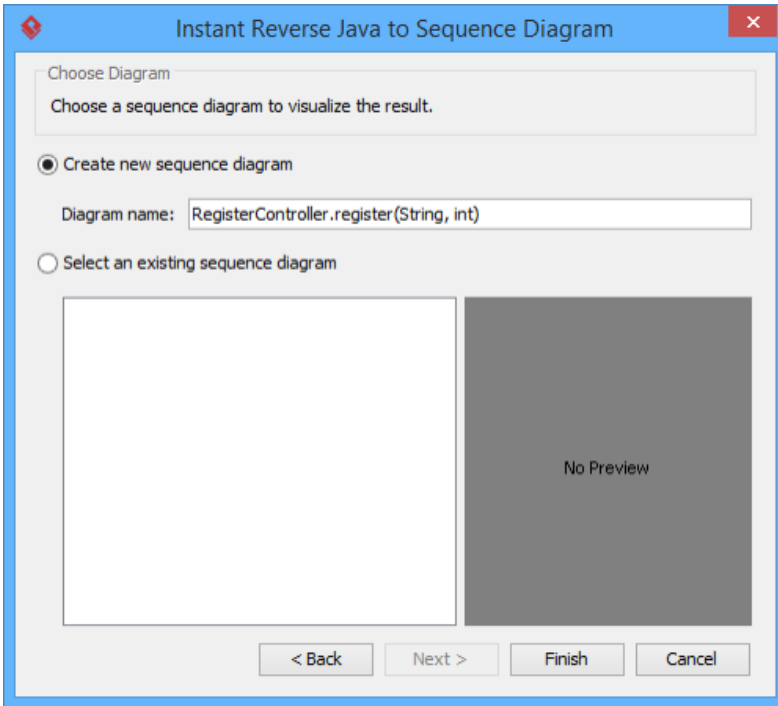 Instant Reverse Java to Sequence Diagram
Choose Diagram
Choose a sequence diagram to visualize the result.
Create new sequence diagram
Diagram name: RegisterController.register(String, int)
Select an existing sequence diagram
No Preview
< Back Next > Finish Cancel